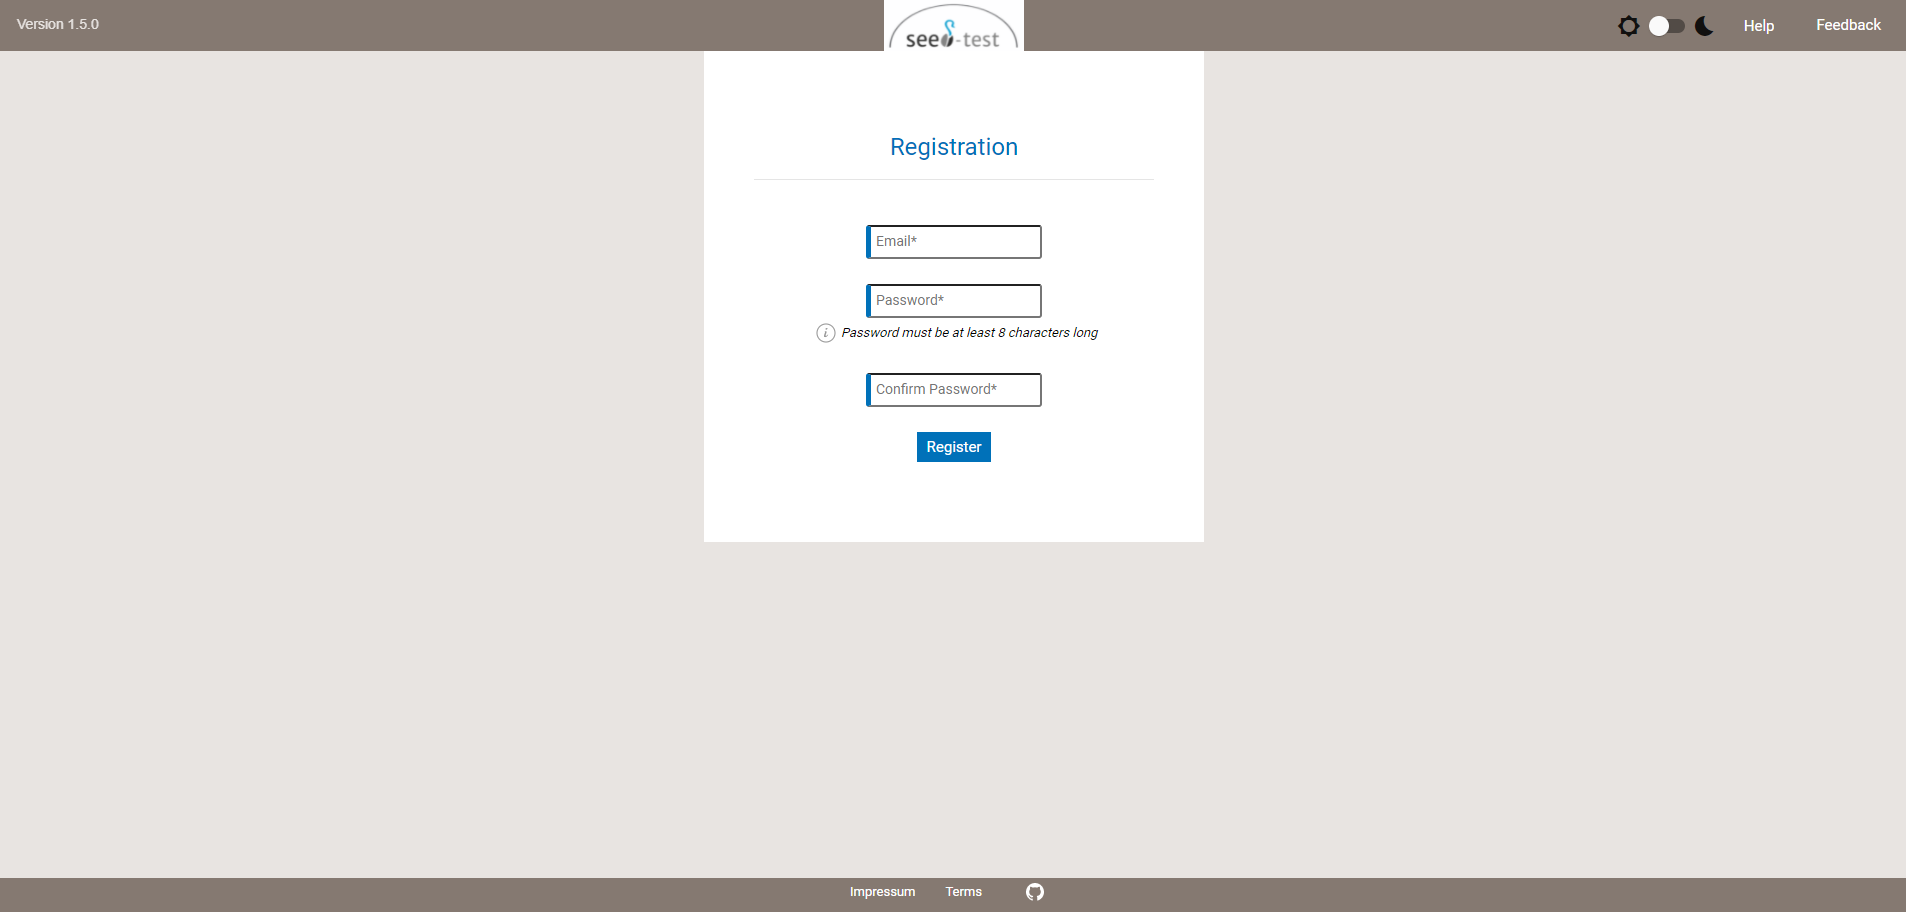 Version 1.5.0
seed-test
Help
Feedback
Registration
Email*
Password*
i Password must be at least 8 characters long
Confirm Password*
Register
Impressum
Terms